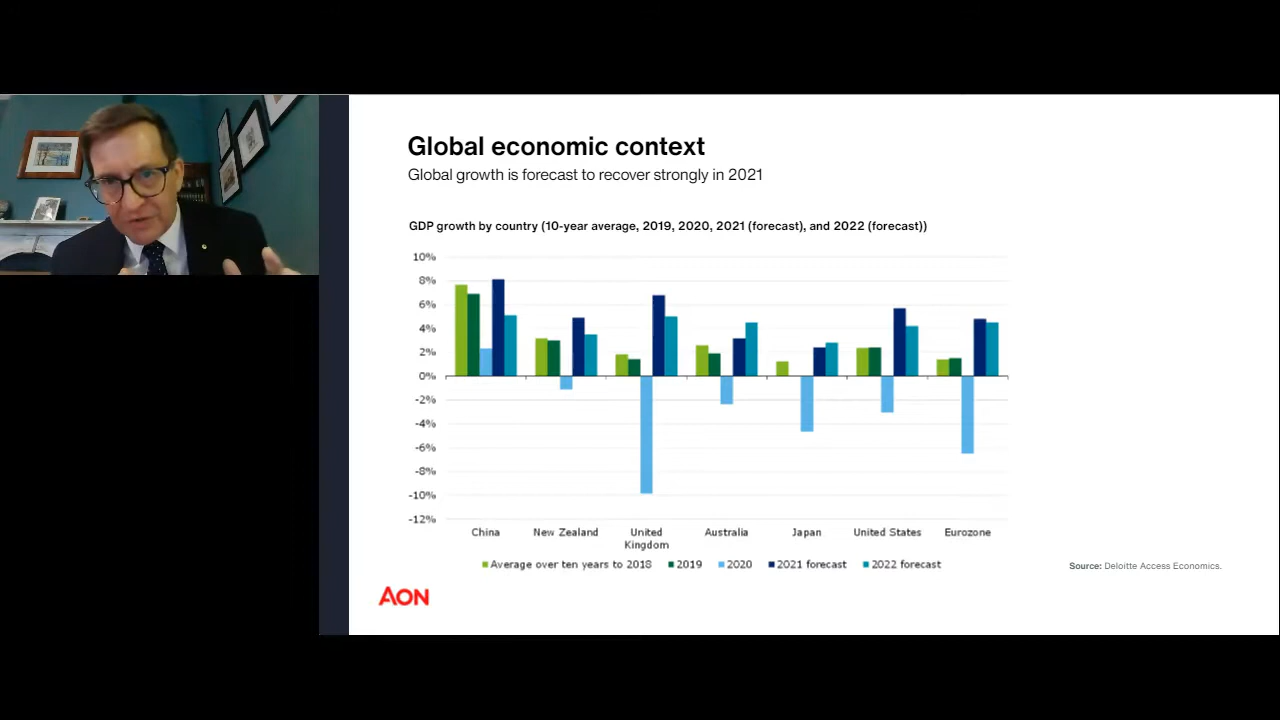 Global economic context
Global growth is forecast to recover strongly in 2021
GDP growth by country (10-year average, 2019, 2020, 2021 (forecast), and 2022 (forecast))
10%
8%
6%
4%
2%
0%
-2%
-4%
-6%
-8%
-10%
-12%
China New Zealand United Kingdom Australia Japan United States Eurozone
Average over ten years to 2018 2019 2020 2021 forecast 2022 forecast
Source: Deloitte Access Economics.
AON